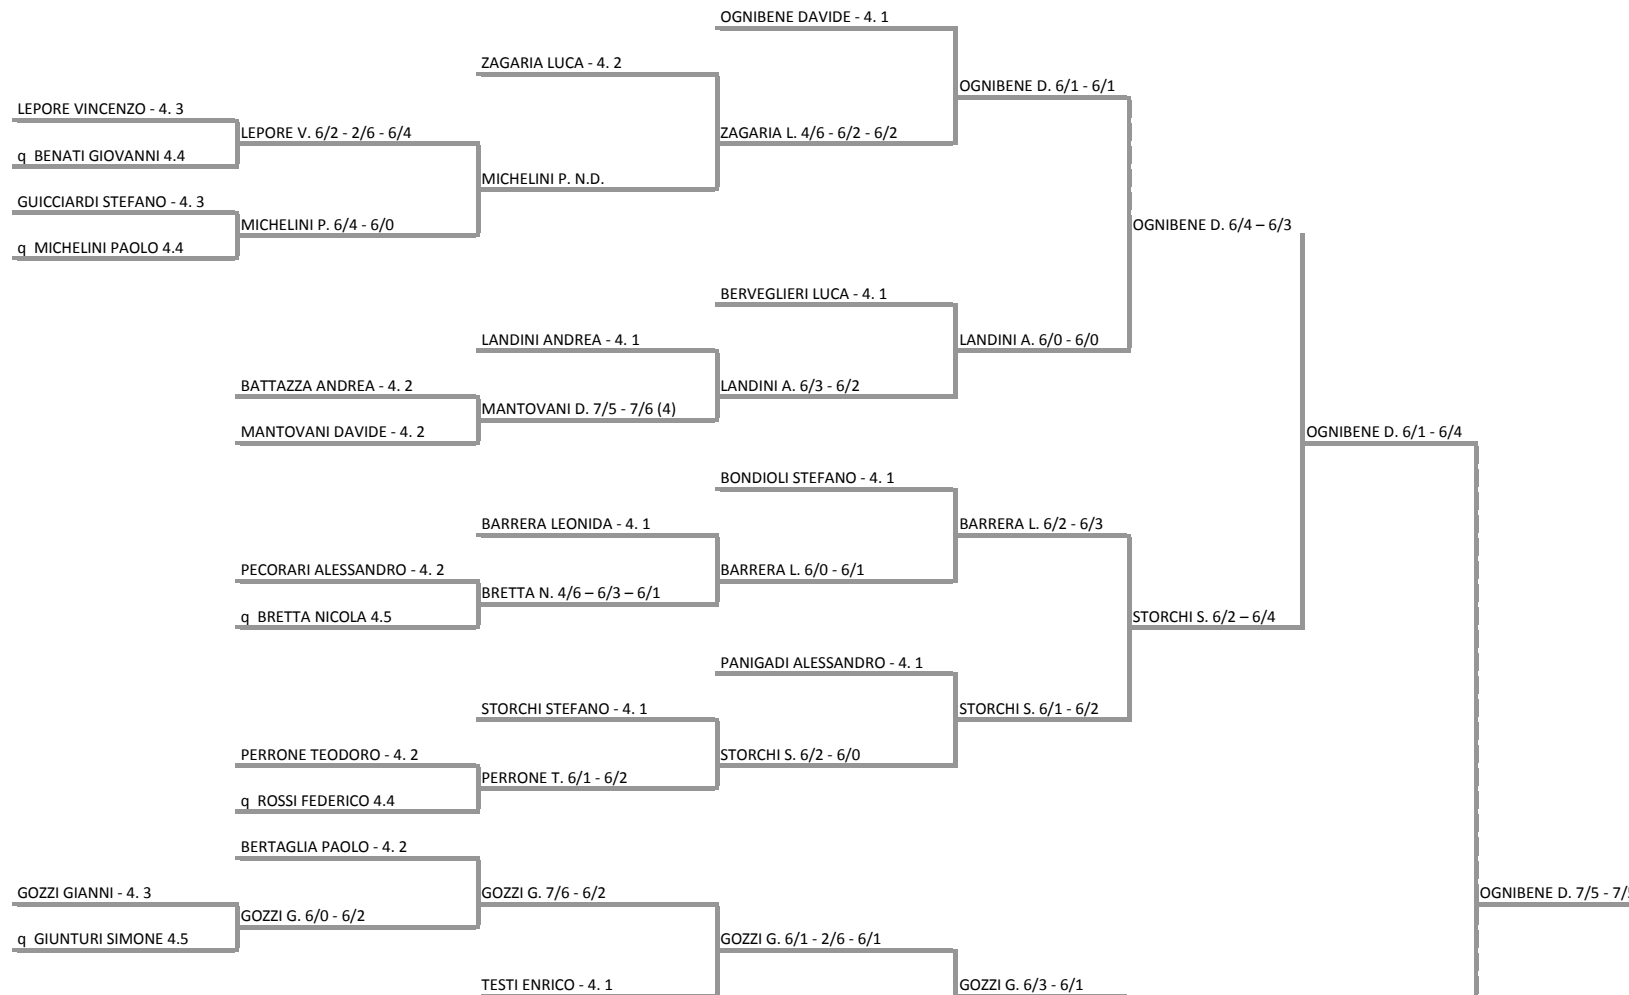 OGNIBENE DAVIDE - 4. 1
ZAGARIA LUCA - 4. 2
OGNIBENE D. 6/1 - 6/1
LEPORE VINCENZO - 4. 3
LEPORE V. 6/2 - 2/6 - 6/4
ZAGARIA L. 4/6 - 6/2 - 6/2
q BENATI GIOVANNI 4.4
MICHELINI P. N.D.
GUICCIARDI STEFANO - 4. 3
MICHELINI P. 6/4 - 6/0
OGNIBENE D. 6/4 – 6/3
q MICHELINI PAOLO 4.4
BERVEGLIERI LUCA - 4. 1
LANDINI ANDREA - 4. 1
LANDINI A. 6/0 - 6/0
BATTAZZA ANDREA - 4. 2
LANDINI A. 6/3 - 6/2
MANTOVANI D. 7/5 - 7/6 (4)
MANTOVANI DAVIDE - 4. 2
OGNIBENE D. 6/1 - 6/4
BONDIOLI STEFANO - 4. 1
BARRERA LEONIDA - 4. 1
BARRERA L. 6/2 - 6/3
PECORARI ALESSANDRO - 4. 2
BARRERA L. 6/0 - 6/1
BRETTA N. 4/6 – 6/3 – 6/1
q BRETTA NICOLA 4.5
STORCHI S. 6/2 – 6/4
PANIGADI ALESSANDRO - 4. 1
STORCHI STEFANO - 4. 1
STORCHI S. 6/1 - 6/2
PERRONE TEODORO - 4. 2
STORCHI S. 6/2 - 6/0
PERRONE T. 6/1 - 6/2
q ROSSI FEDERICO 4.4
BERTAGLIA PAOLO - 4. 2
GOZZI GIANNI - 4. 3
GOZZI G. 7/6 - 6/2
OGNIBENE D. 7/5 - 7/
GOZZI G. 6/0 - 6/2
q GIUNTURI SIMONE 4.5
GOZZI G. 6/1 - 2/6 - 6/1
TESTI ENRICO - 4. 1
GOZZI G. 6/3 - 6/1